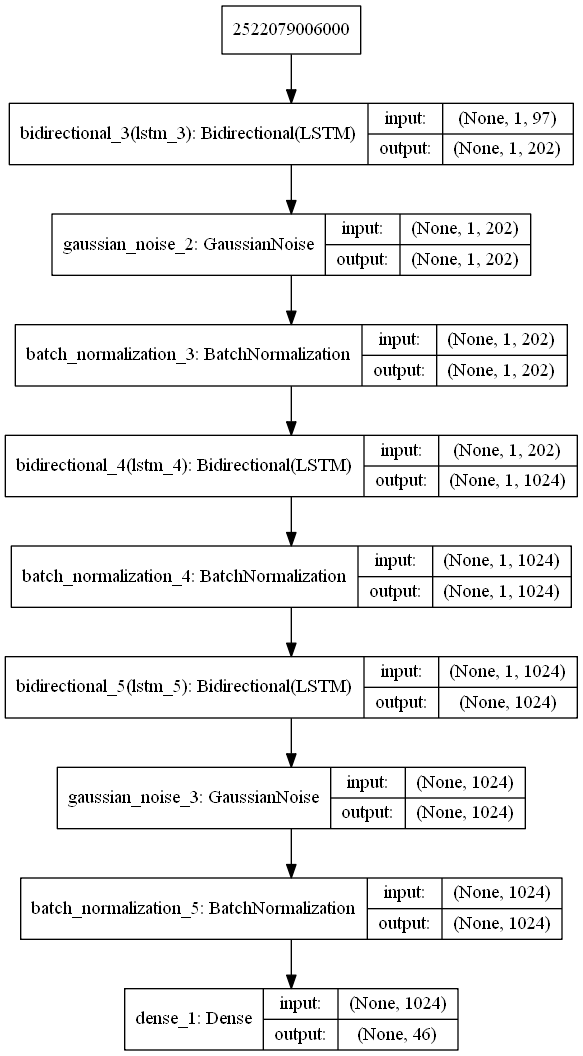 2522079006000
bidirectional_3(lstm_3): Bidirectional(LSTM)
input: (None, 1, 97)
output: (None, 1, 202)
gaussian_noise_2: GaussianNoise
input: (None, 1, 202)
output: (None, 1, 202)
batch_normalization_3: BatchNormalization
input: (None, 1, 202)
output: (None, 1, 202)
bidirectional_4(lstm_4): Bidirectional(LSTM)
input: (None, 1, 202)
output: (None, 1, 1024)
batch_normalization_4: BatchNormalization
input: (None, 1, 1024)
output: (None, 1, 1024)
bidirectional_5(lstm_5): Bidirectional(LSTM)
input: (None, 1, 1024)
output: (None, 1024)
gaussian_noise_3: GaussianNoise
input: (None, 1024)
output: (None, 1024)
batch_normalization_5: BatchNormalization
input: (None, 1024)
output: (None, 1024)
dense_1: Dense
input: (None, 1024)
output: (None, 46)